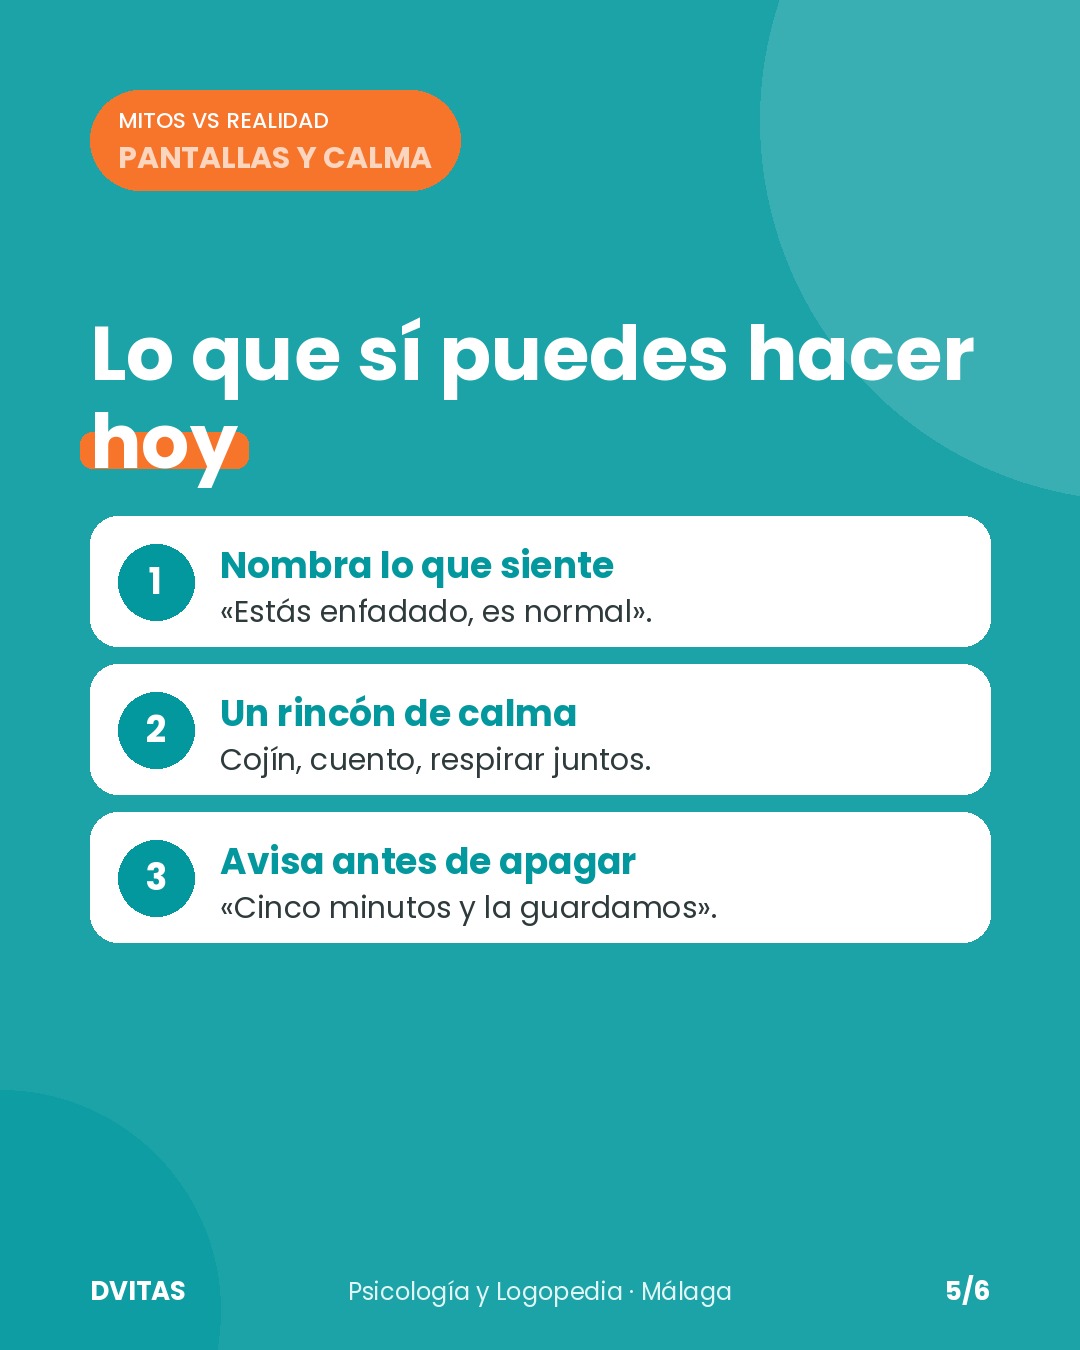 MITOS VS REALIDAD
PANTALLAS Y CALMA
Lo que sí puedes hacer
hoy
1
Nombra lo que siente
«Estás enfadado, es normal».
2
Un rincón de calma
Cojín, cuento, respirar juntos.
3
Avisa antes de apagar
«Cinco minutos y la guardamos».
DVITAS
Psicología y Logopedia · Málaga
5/6